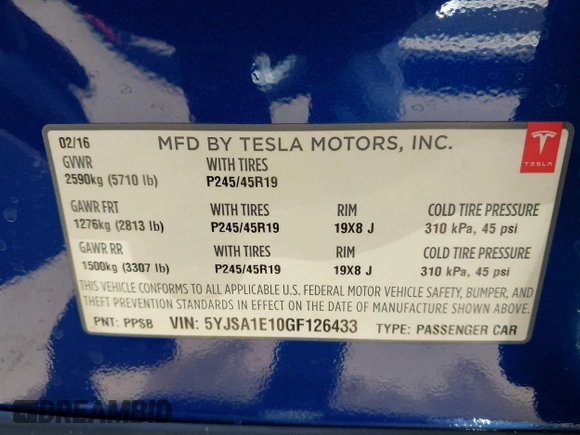 02/16 MFD BY TESLA MOTORS, INC.
GVWR WITH TIRES
2590kg (5710 lb) P245/45R19
TESLA
GAWR FRT WITH TIRES RIM COLD TIRE PRESSURE
1276kg (2813 lb) P245/45R19 19X8 J 310 kPa, 45 psi
GAWR RR WITH TIRES RIM COLD TIRE PRESSURE
1500kg (3307 lb) P245/45R19 19X8 J 310 kPa, 45 psi
THIS VEHICLE CONFORMS TO ALL APPLICABLE U.S. FEDERAL MOTOR VEHICLE SAFETY, BUMPER, AND
THEFT PREVENTION STANDARDS IN EFFECT ON THE DATE OF MANUFACTURE SHOWN ABOVE
PNT: PPSB VIN: 5YJSA1E10GF126433 TYPE: PASSENGER CAR
DREAMBID